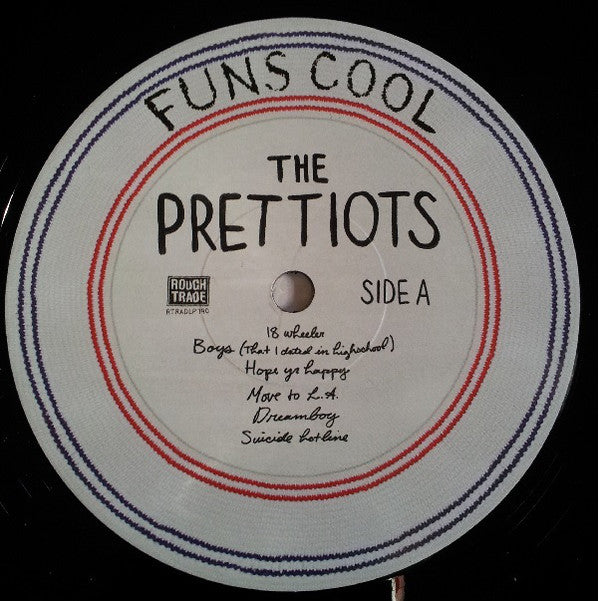 FUNS COOL
THE
PRETTIOTS
ROUGH
TRADE
SIDE A
18 wheeler
Boys (that I dated in highschool)
Hope yr happy
Move to L.A.
Dreamboy
Suicide hotline